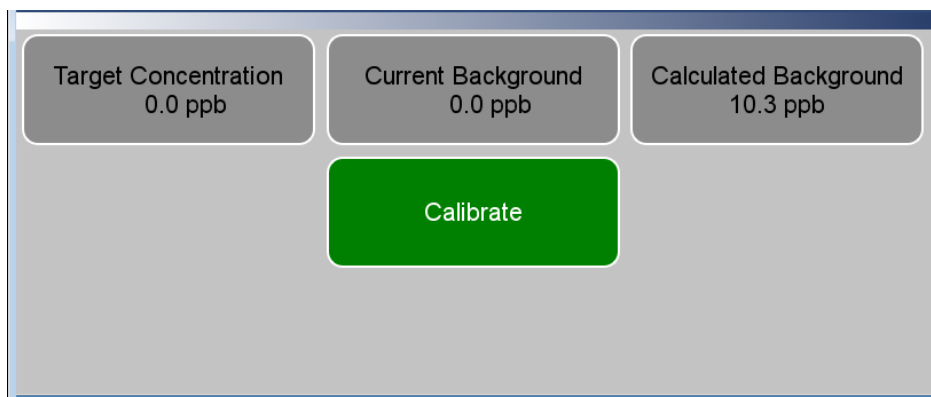 Target Concentration
0.0 ppb
Current Background
0.0 ppb
Calculated Background
10.3 ppb
Calibrate